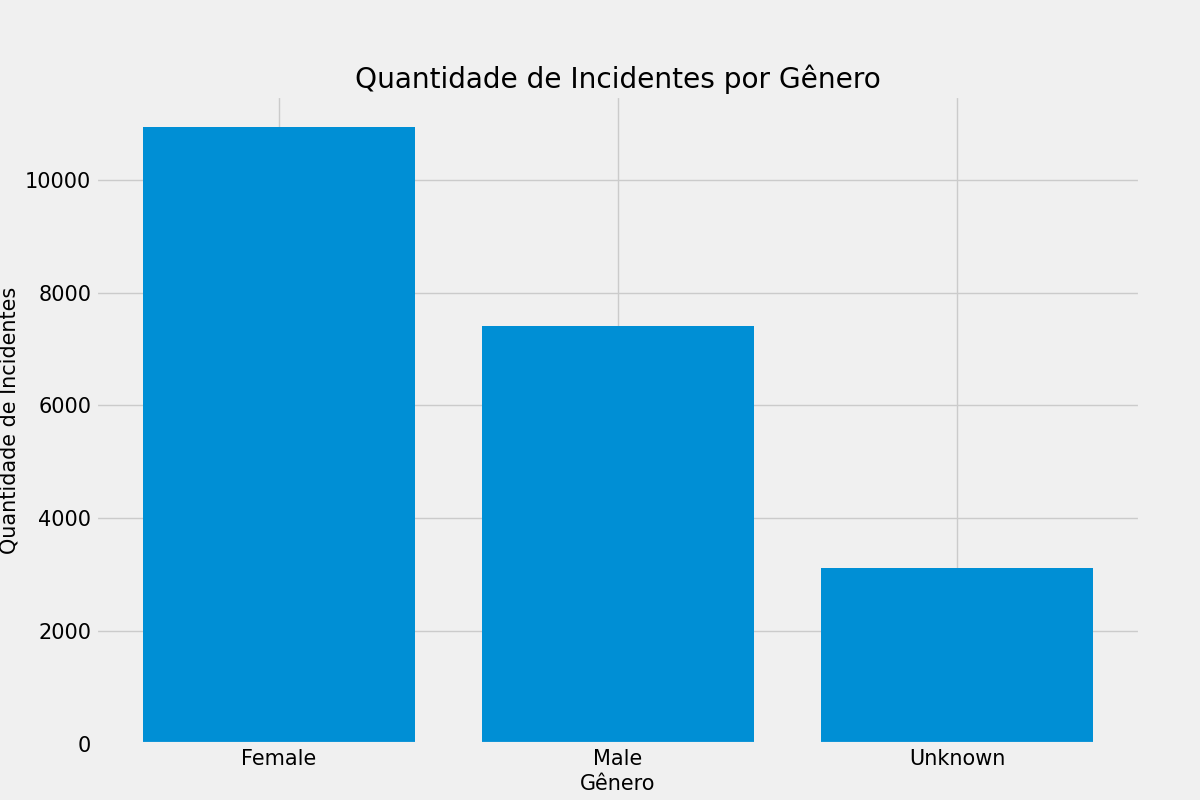 Quantidade de Incidentes por Gênero
Quantidade de Incidentes
10000
8000
6000
4000
2000
0
Female
Male
Unknown
Gênero